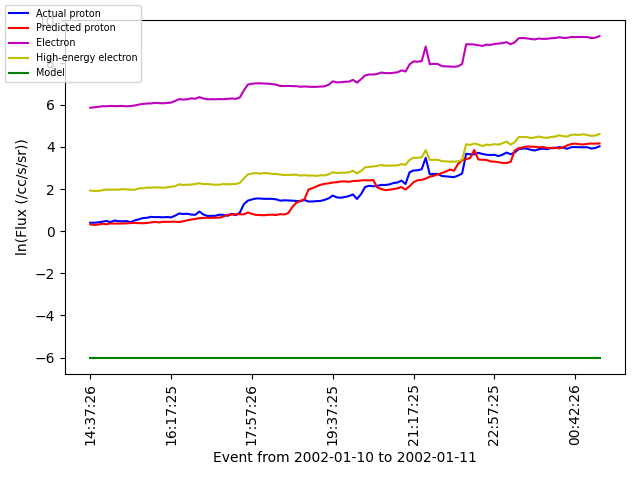 Actual proton
Predicted proton
Electron
High-energy electron
Model
6
4
2
0
−2
−4
−6
ln(Flux (/cc/s/sr))
14:37:26
16:17:25
17:57:26
19:37:25
21:17:25
22:57:25
00:42:26
Event from 2002-01-10 to 2002-01-11